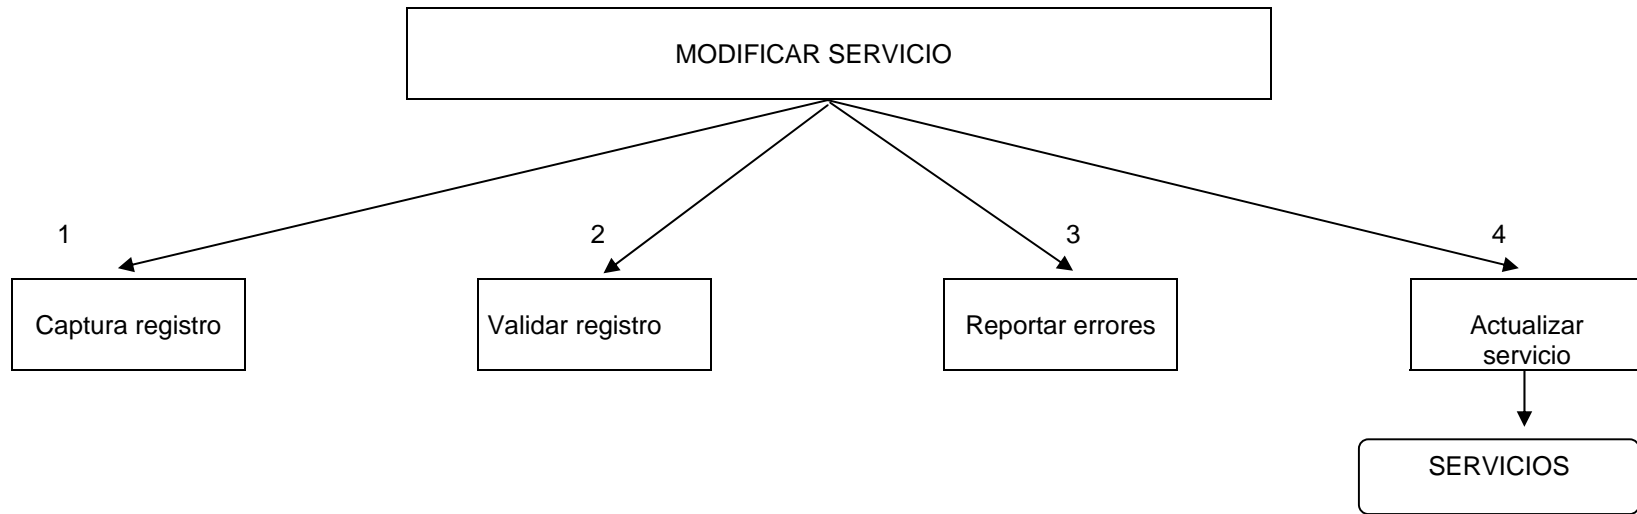 MODIFICAR SERVICIO
1
2
3
4
Captura registro
Validar registro
Reportar errores
Actualizar
servicio
SERVICIOS